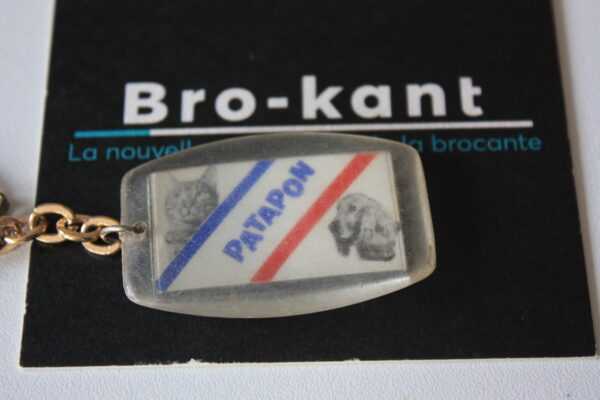 Bro-kant
La nouvell la brocante
PATAPON